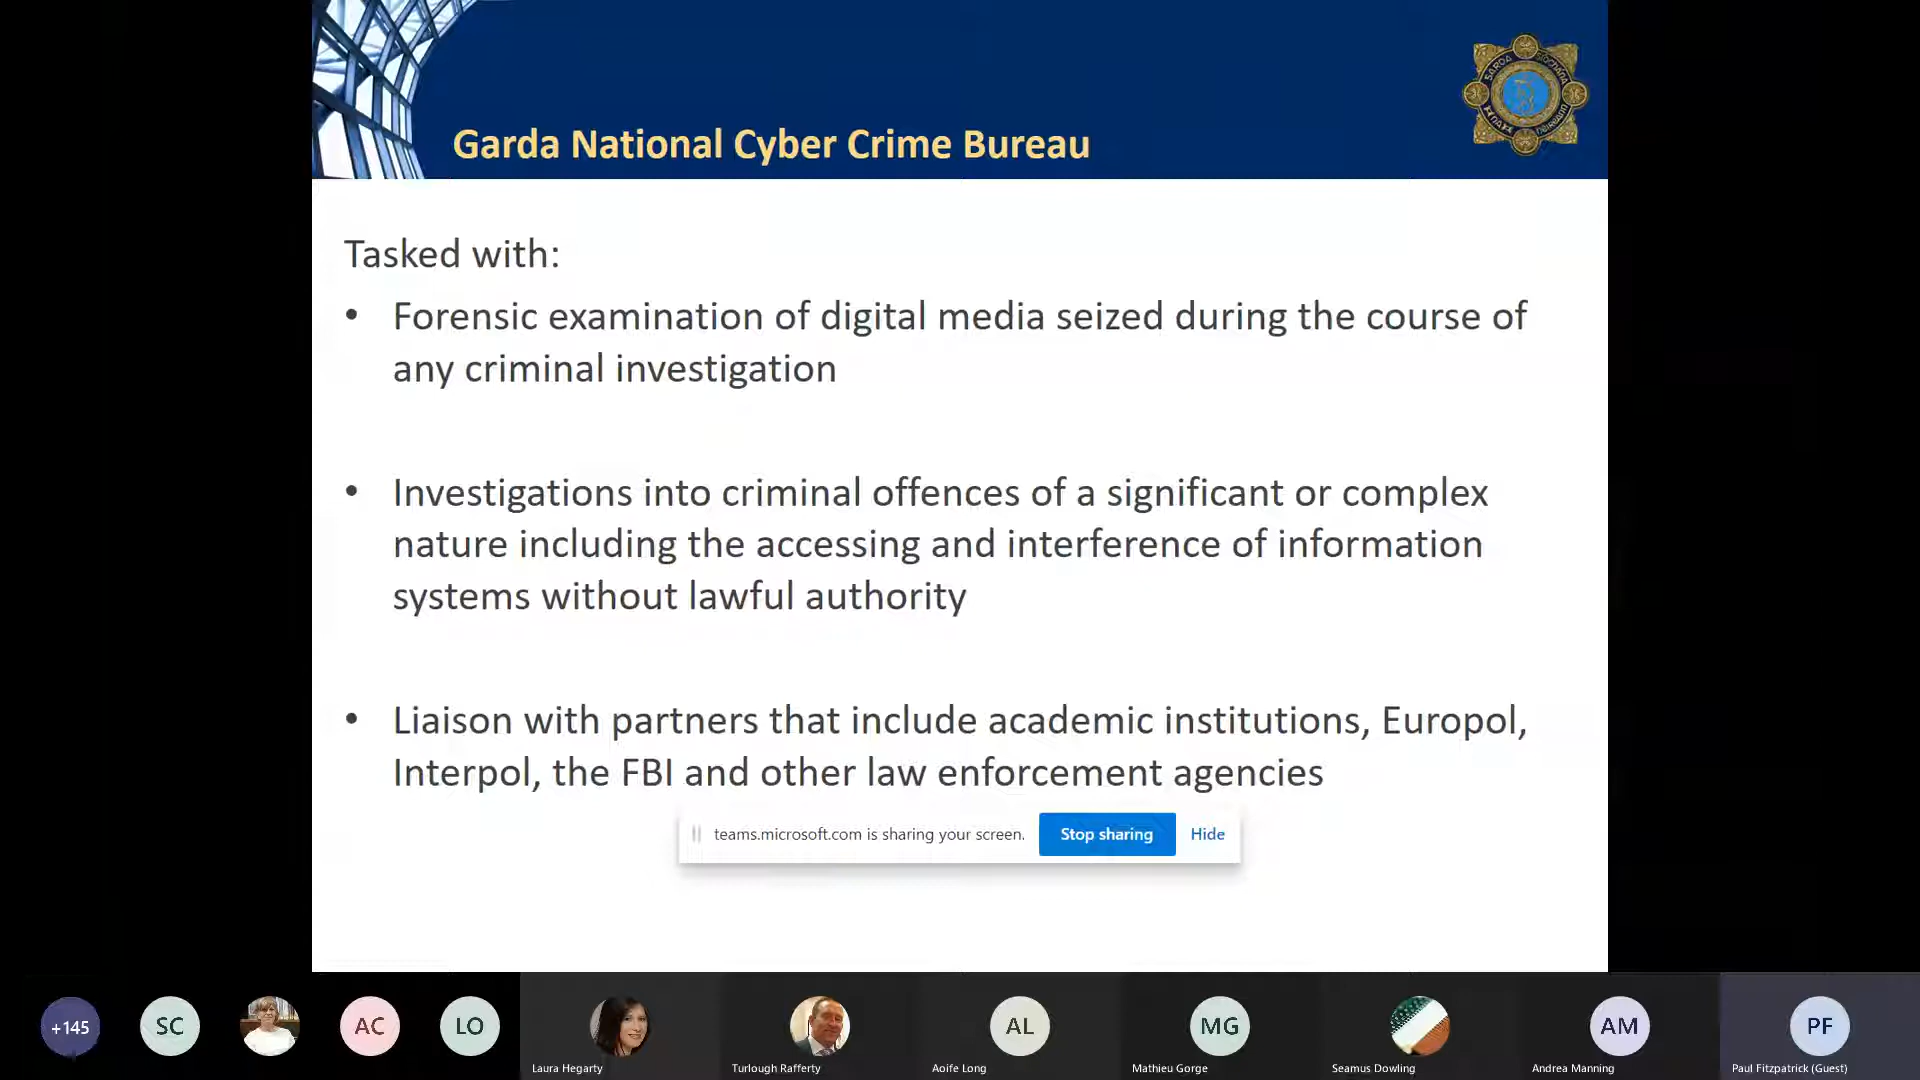 Garda National Cyber Crime Bureau
Tasked with:
• Forensic examination of digital media seized during the course of
any criminal investigation
• Investigations into criminal offences of a significant or complex
nature including the accessing and interference of information
systems without lawful authority
• Liaison with partners that include academic institutions, Europol,
Interpol, the FBI and other law enforcement agencies
teams.microsoft.com is sharing your screen. Stop sharing Hide
+145 SC AC LO AL MG AM PF
Laura Hegarty Turlough Rafferty Aoife Long Mathieu Gorge Seamus Dowling Andrea Manning Paul Fitzpatrick (Guest)